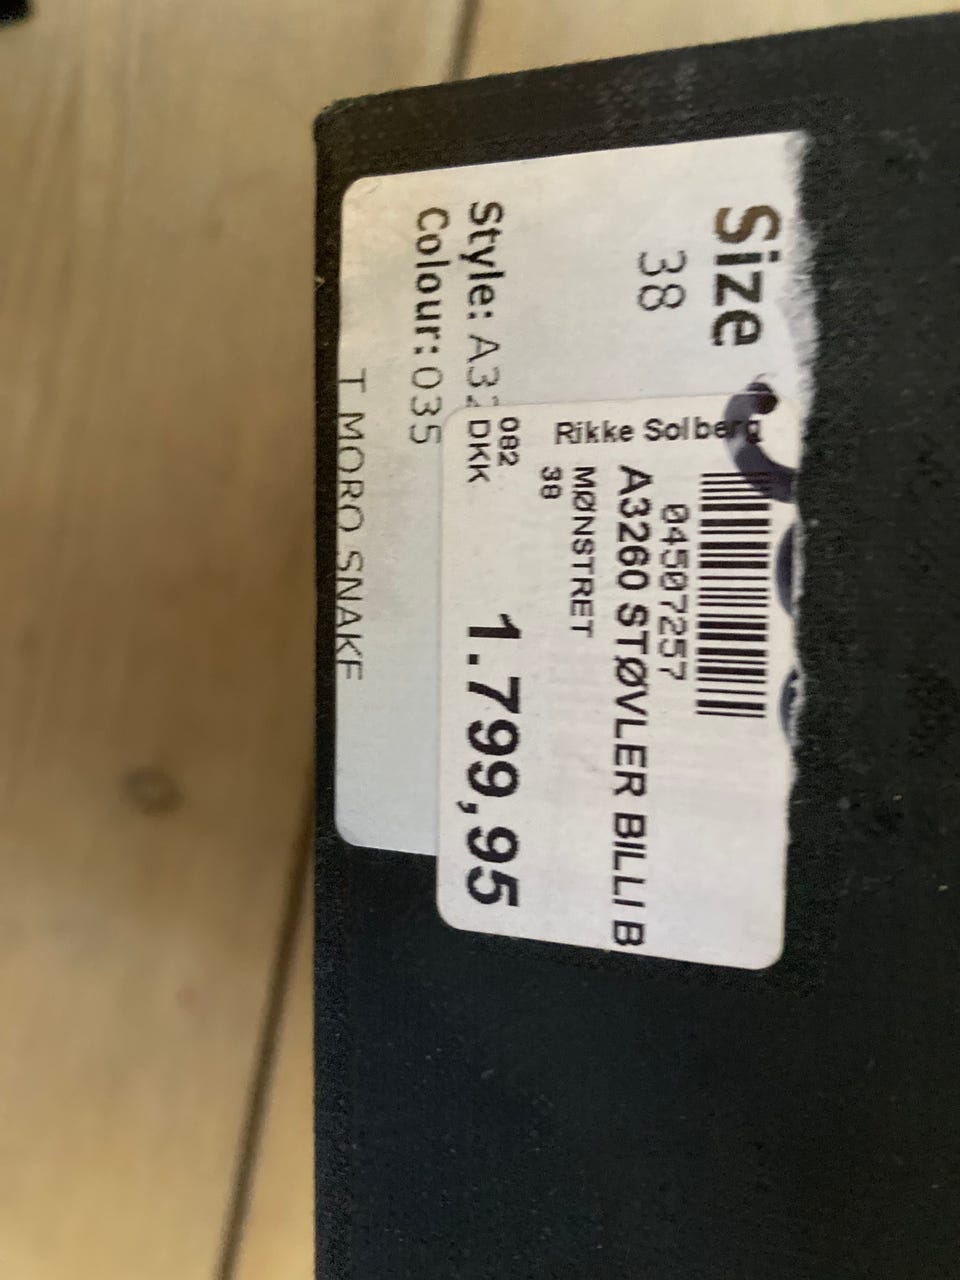 Size
38
Style: A32
Colour: 035
T MORO SNAKE
Rikke Solberg
04507257
A3260 STØVLER BILLI B
MØNSTRET
38
082
DKK 1.799,95